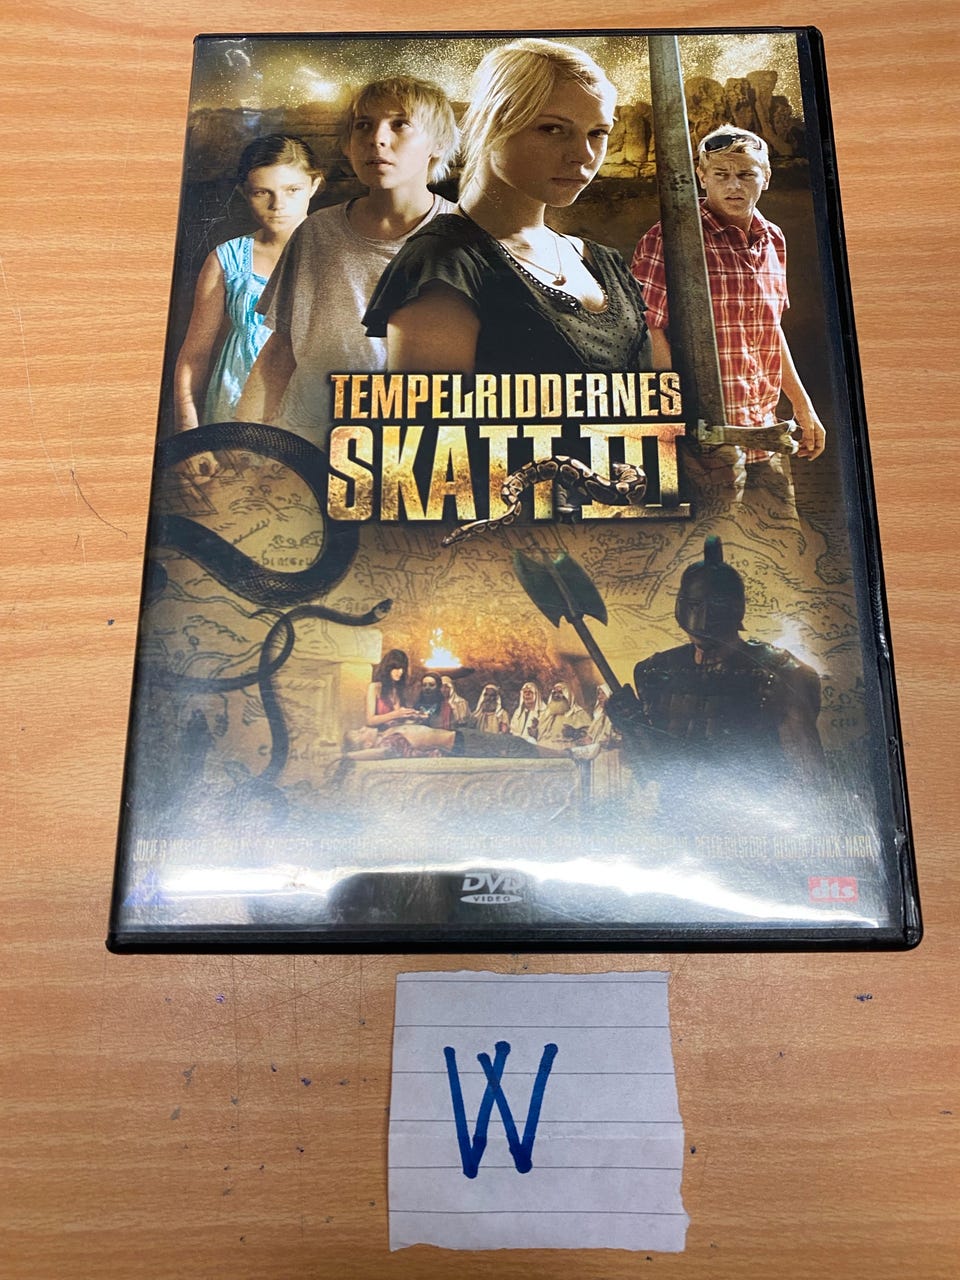 TEMPELRIDDERNES
SKATT III
DVD
VIDEO
dts
W